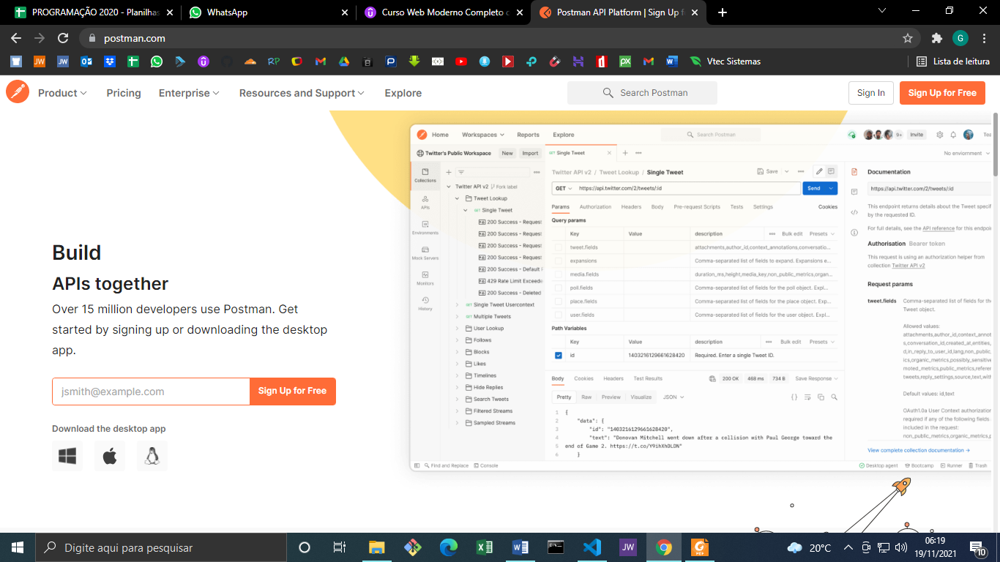 PROGRAMAÇÃO 2020 - Planilhas
WhatsApp
Curso Web Moderno Completo c
Postman API Platform | Sign Up f
postman.com
G
JW
JW
RP
Vtec Sistemas
Lista de leitura
Product
Pricing
Enterprise
Resources and Support
Explore
Search Postman
Sign In
Sign Up for Free
Build
APIs together
Over 15 million developers use Postman. Get
started by signing up or downloading the desktop
app.
jsmith@example.com
Sign Up for Free
Download the desktop app
Home
Workspaces
Reports
Explore
Search Postman
9+
Invite
Tea
Twitter's Public Workspace
New
Import
GET Single Tweet
No enviornment
Collections
APIs
Environments
Mock Servers
Monitors
History
Twitter API v2
Fork label
Tweet Lookup
GET Single Tweet
200 Success - Request
200 Success - Request
200 Success - Request
200 Success - Request
200 Success - Default F
429 Rate Limit Exceede
200 Success - Deleted
GET Single Tweet Usercontext
GET Multiple Tweets
User Lookup
Follows
Blocks
Likes
Timelines
Hide Replies
Search Tweets
Filtered Streams
Sampled Streams
Twitter API v2 / Tweet Lookup / Single Tweet
Save
GET
https://api.twitter.com/2/tweets/:id
Send
Params
Authorization
Headers
Body
Pre-request Scripts
Tests
Settings
Cookies
Query params
Key
Value
description
Bulk edit
Presets
tweet.fields
attachments,author_id,context_annotations,conversatio...
expansions
Comma-separated list of fields to expand. Expansions e...
media.fields
duration_ms,height,media_key,non_public_metrics,organ...
poll.fields
Comma-separated list of fields for the poll object. Expl...
place.fields
Comma-separated list of fields for the place object. Exp...
user.fields
Comma-separated list of fields for the user object. Expl...
Path Variables
Key
Value
description
Bulk edit
Presets
id
1403216129661628420
Required. Enter a single Tweet ID.
Body
Cookies
Headers
Test Results
200 OK
468 ms
734 B
Save Response
Pretty
Raw
Preview
Visualize
JSON
1 {
2 "data": {
3 "id": "1403216129661628420",
4 "text": "Donovan Mitchell went down after a collision with Paul George toward the
5 end of Game 2. https://t.co/Y9ihXhDLDN"
6 }
Documentation
https://api.twitter.com/2/tweets/:id
This endpoint returns details about the Tweet specif
by the requested ID.
For full details, see the API reference for this endpoin
Authorisation Bearer token
This request is using an authorization helper from
collection Twitter API v2
Request params
tweet.fields
Comma-separated list of fields for the
Tweet object.
Allowed values:
attachments,author_id,context_annot
s,conversation_id,created_at,entities,
d,in_reply_to_user_id,lang,non_public
ics,organic_metrics,possibly_sensitive
moted_metrics,public_metrics,referen
tweets,reply_settings,source,text,with
Default values: id,text
OAuth1.0a User Context authorization
required if any of the following fields
included in the request:
non_public_metrics,organic_metrics,p
View complete collection documentation →
Find and Replace
Console
Desktop agent
Bootcamp
Runner
Trash
Digite aqui para pesquisar
JW
PDF
20°C
06:19
19/11/2021
10